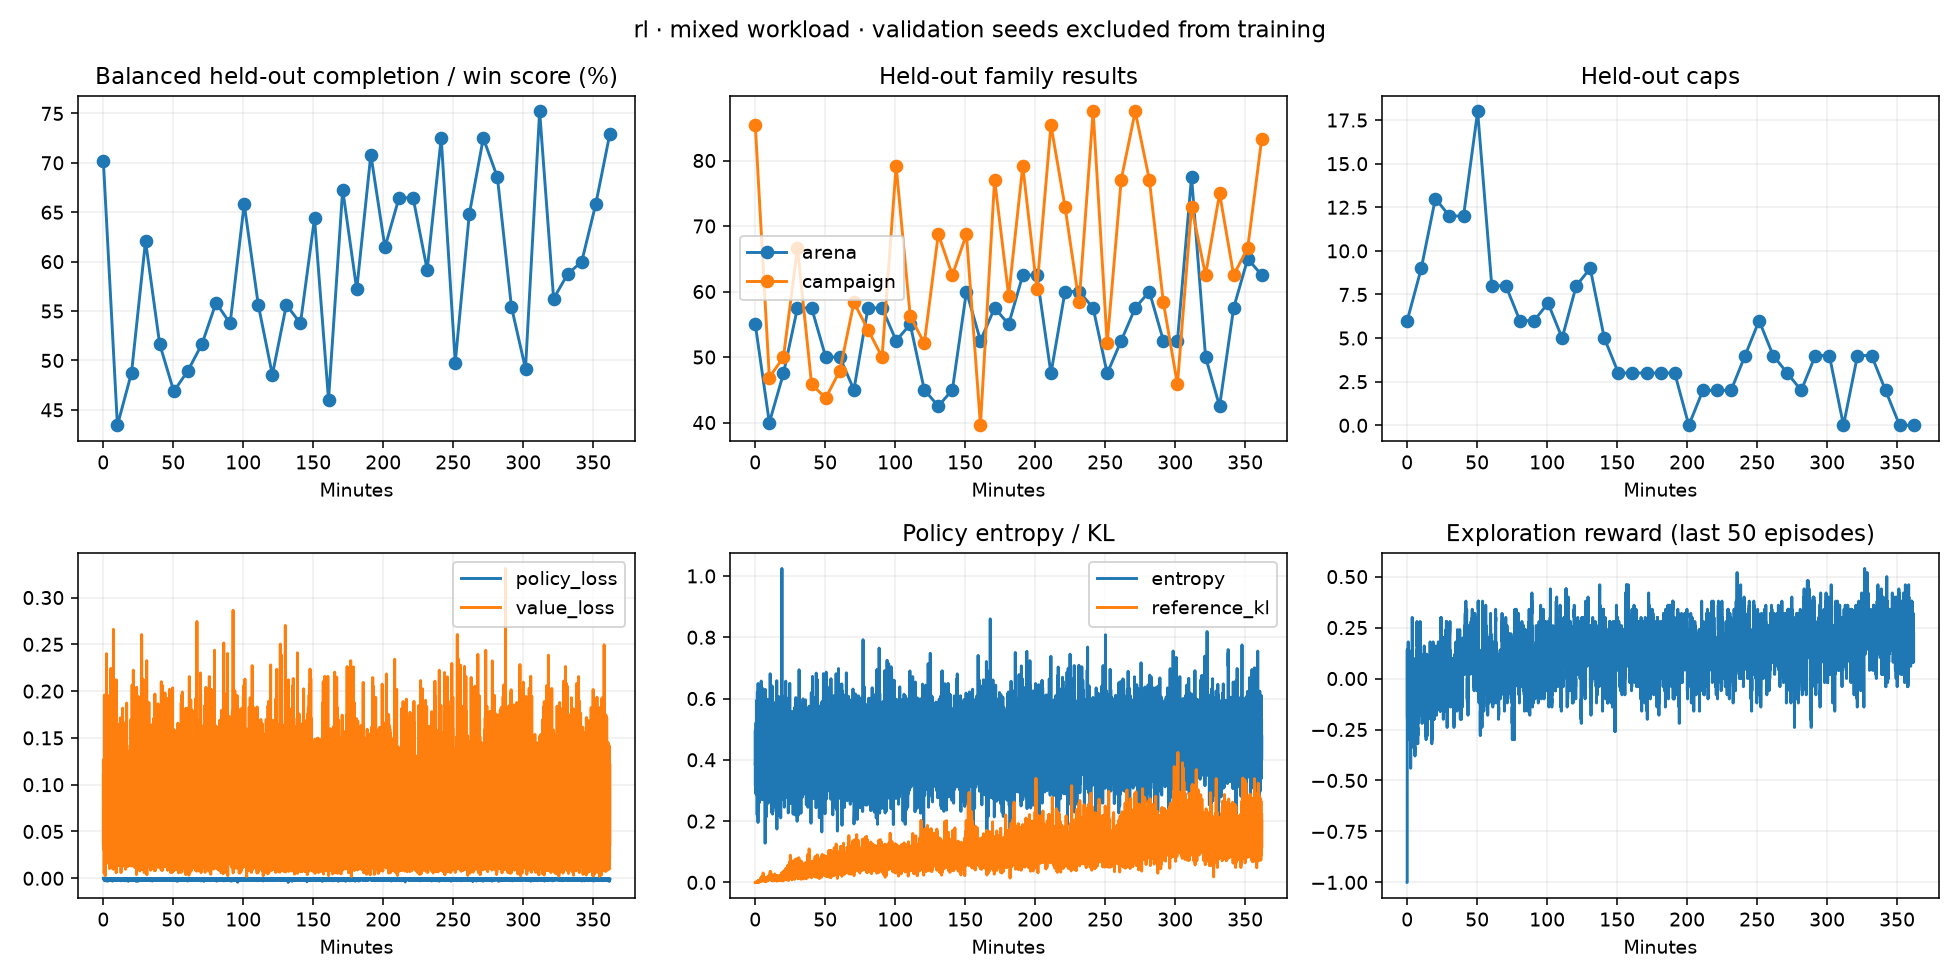 rl · mixed workload · validation seeds excluded from training
Balanced held-out completion / win score (%)
75
70
65
60
55
50
45
0 50 100 150 200 250 300 350
Minutes
Held-out family results
80
70
60
50
40
arena
campaign
0 50 100 150 200 250 300 350
Minutes
Held-out caps
17.5
15.0
12.5
10.0
7.5
5.0
2.5
0.0
0 50 100 150 200 250 300 350
Minutes
policy_loss
value_loss
0.30
0.25
0.20
0.15
0.10
0.05
0.00
0 50 100 150 200 250 300 350
Minutes
Policy entropy / KL
entropy
reference_kl
1.0
0.8
0.6
0.4
0.2
0.0
0 50 100 150 200 250 300 350
Minutes
Exploration reward (last 50 episodes)
0.50
0.25
0.00
−0.25
−0.50
−0.75
−1.00
0 50 100 150 200 250 300 350
Minutes